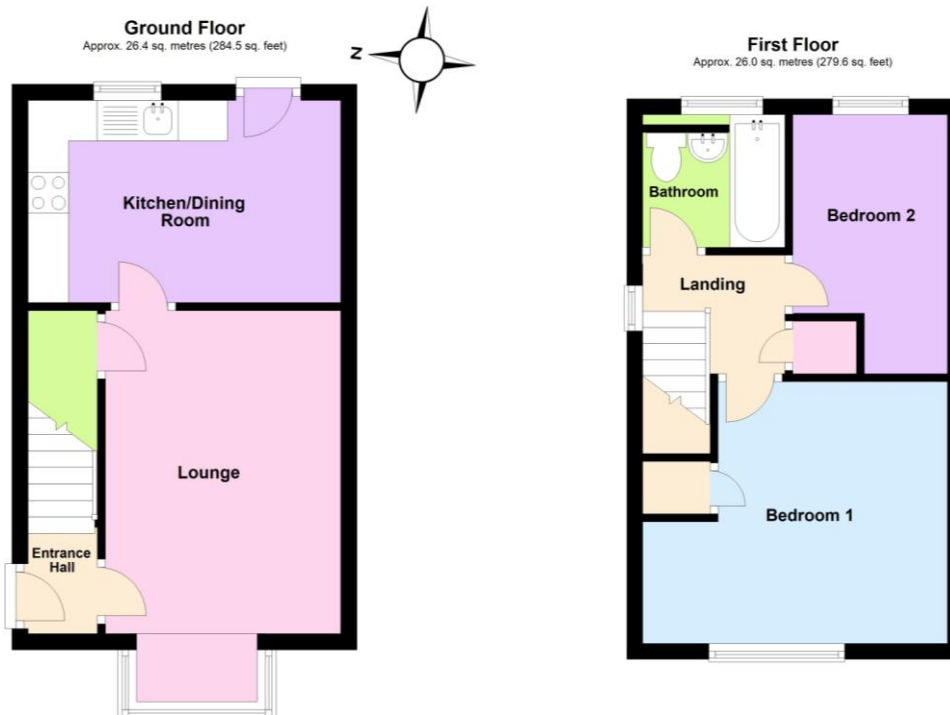 Ground Floor
Approx. 26.4 sq. metres (284.5 sq. feet)
N
Kitchen/Dining
Room
Lounge
Entrance
Hall
First Floor
Approx. 26.0 sq. metres (279.6 sq. feet)
Bathroom
Bedroom 2
Landing
Bedroom 1